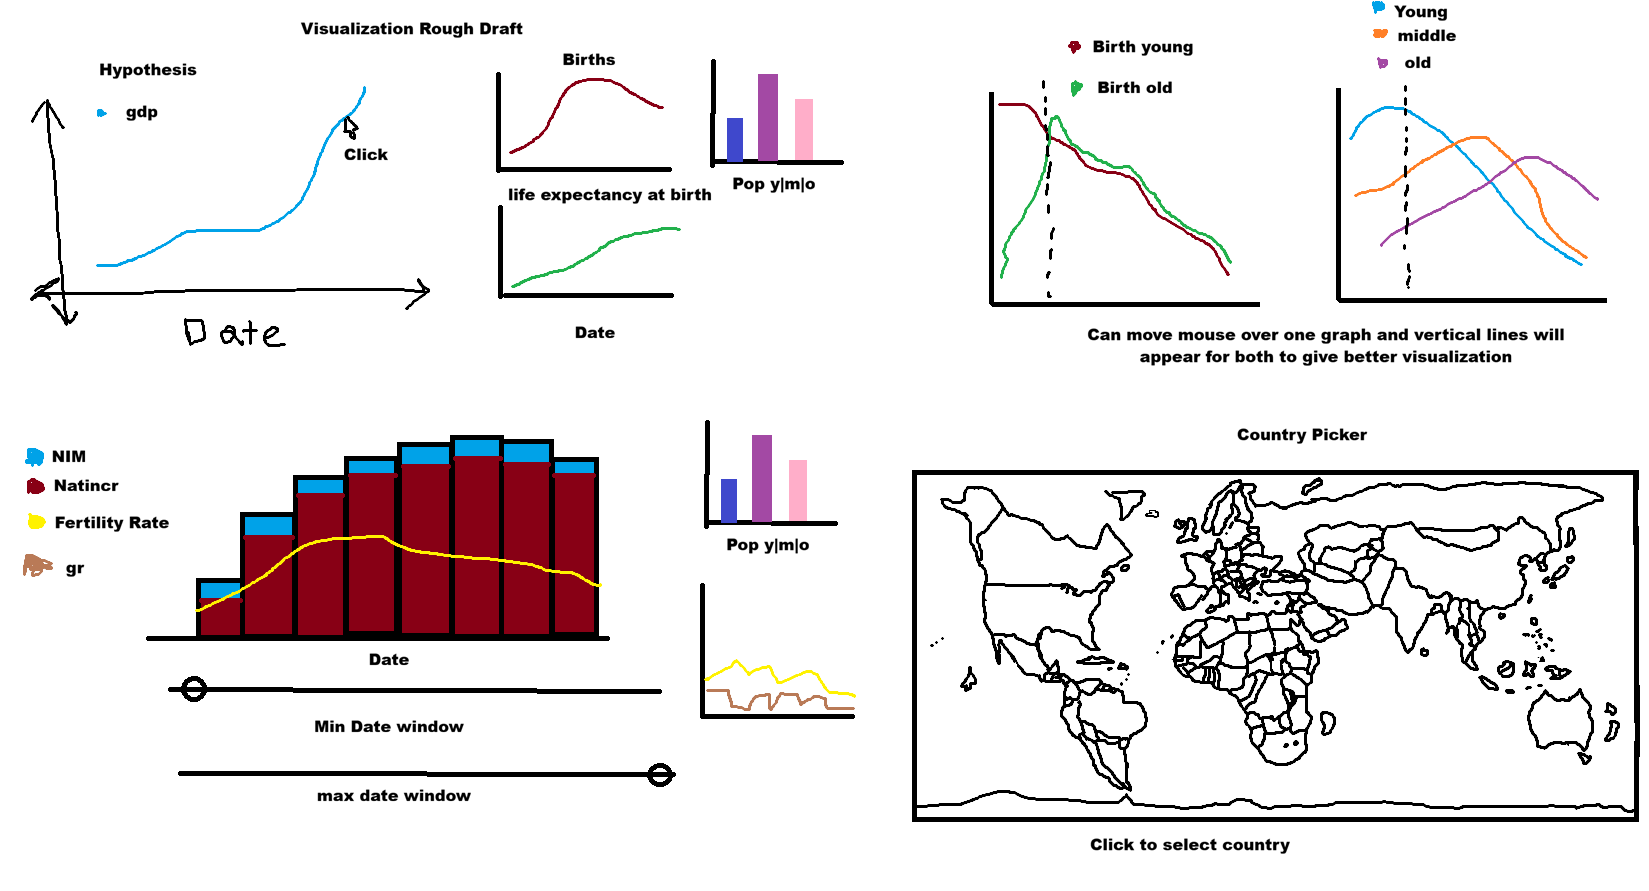 Visualization Rough Draft
Hypothesis
gdp
Click
Date
Births
life expectancy at birth
Date
Pop y|m|o
Birth young
Birth old
Young
middle
old
Can move mouse over one graph and vertical lines will
appear for both to give better visualization
NIM
Natincr
Fertility Rate
gr
Date
Min Date window
max date window
Pop y|m|o
Country Picker
Click to select country